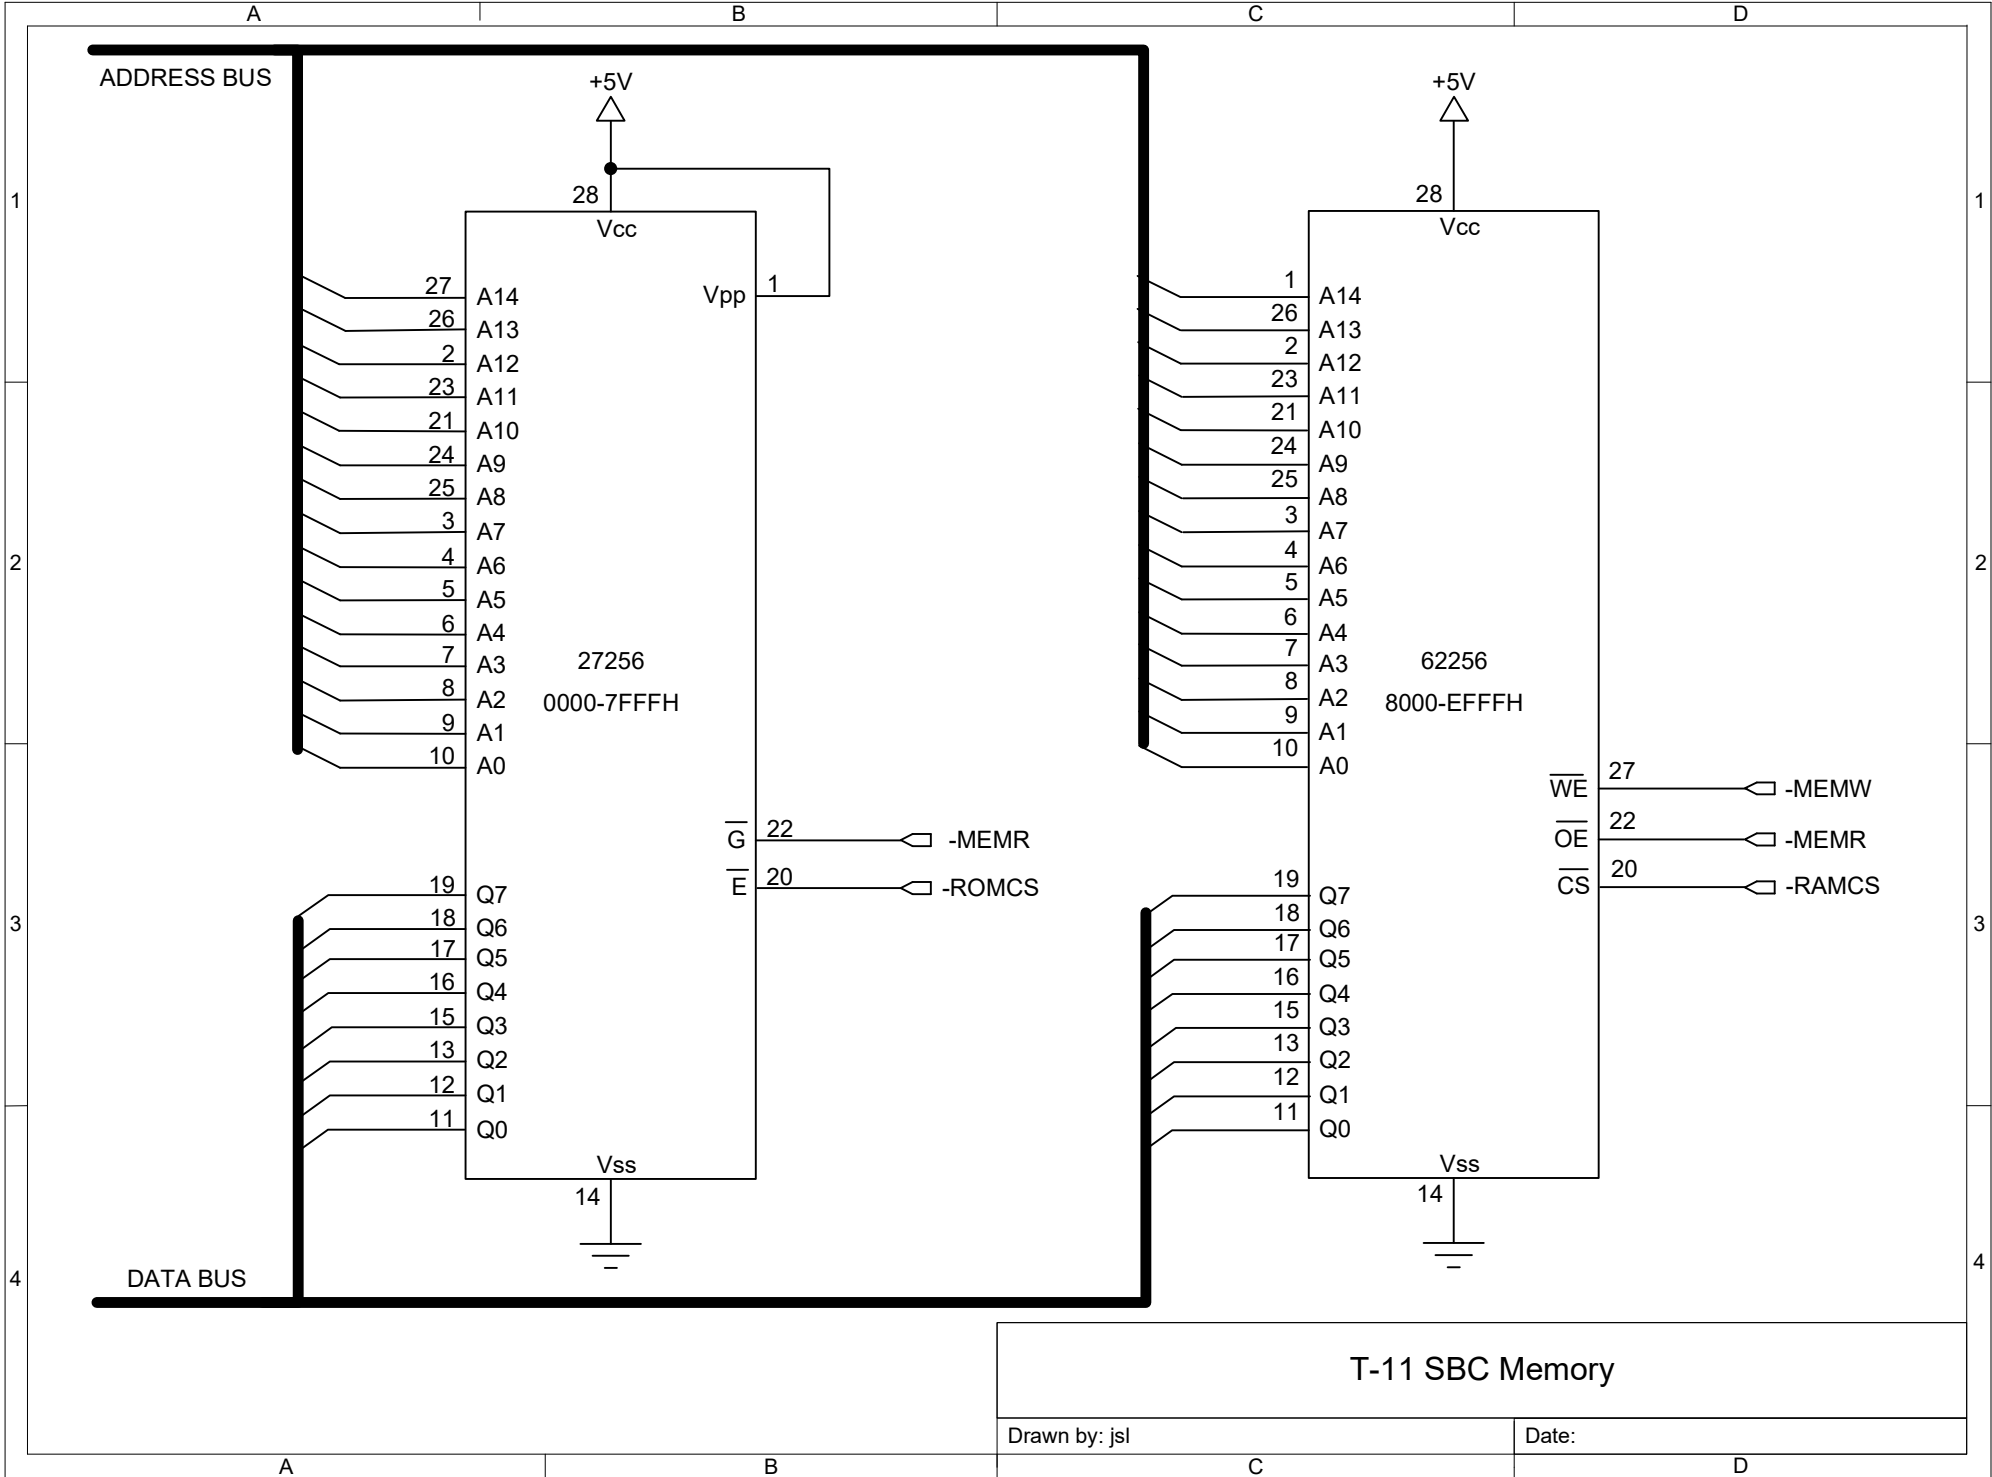 A B C D
ADDRESS BUS
+5V +5V
1 28 28 1
Vcc Vcc
27 A14 Vpp 1 1 A14
26 A13 26 A13
2 A12 2 A12
23 A11 23 A11
21 A10 21 A10
24 A9 24 A9
25 A8 25 A8
3 A7 3 A7
2 4 A6 4 A6 2
5 A5 5 A5
6 A4 6 A4
7 A3 27256 7 A3 62256
8 A2 0000-7FFFH 8 A2 8000-EFFFH
9 A1 9 A1
10 A0 10 A0
WE 27 -MEMW
G 22 -MEMR OE 22 -MEMR
E 20 -ROMCS CS 20 -RAMCS
19 Q7 19 Q7
3 18 Q6 18 Q6 3
17 Q5 17 Q5
16 Q4 16 Q4
15 Q3 15 Q3
13 Q2 13 Q2
12 Q1 12 Q1
11 Q0 11 Q0
Vss Vss
14 14
4 DATA BUS 4
T-11 SBC Memory
Drawn by: jsl Date:
A B C D